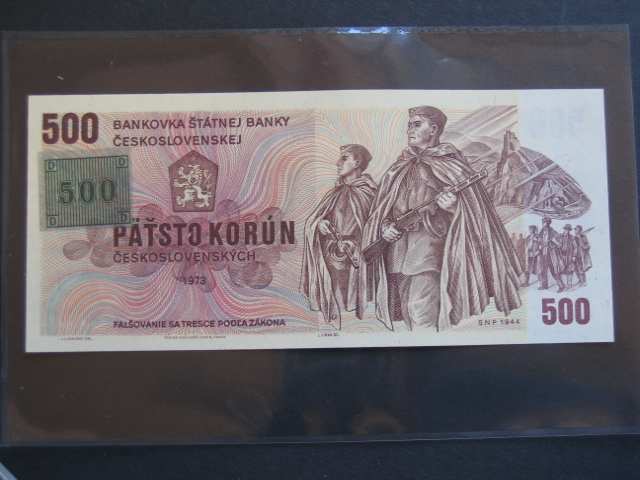 500
BANKOVKA ŠTÁTNEJ BANKY
ČESKOSLOVENSKEJ
500
PÄŤSTO KORÚN
ČESKOSLOVENSKÝCH
1973
FALŠOVANIE SA TRESCE PODĽA ZÁKONA
SNP 1944
500